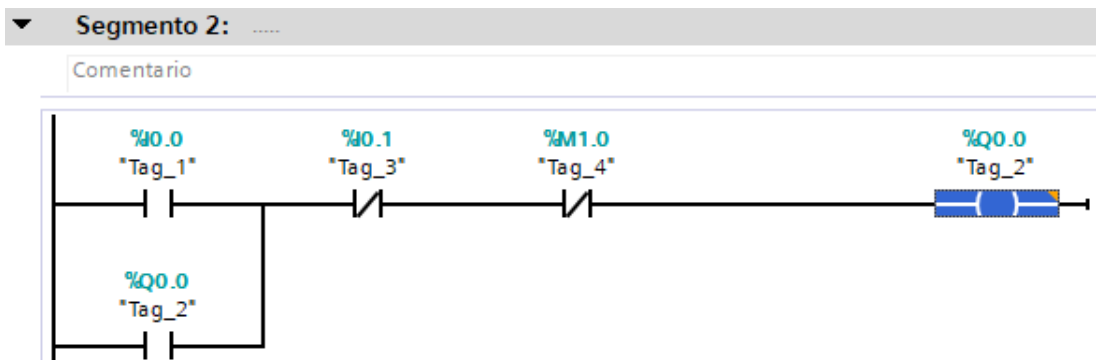 Segmento 2: .....
Comentario
%I0.0 %I0.1 %M1.0 %Q0.0
"Tag_1" "Tag_3" "Tag_4" "Tag_2"
%Q0.0
"Tag_2"